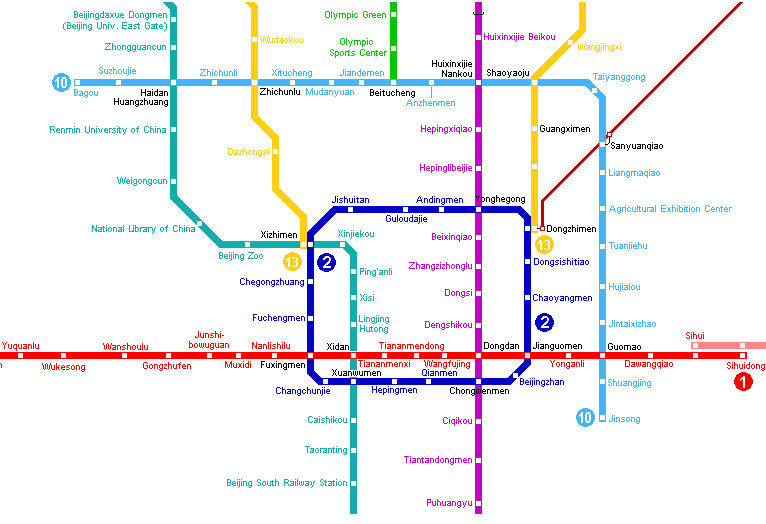 Beijingdaxue Dongmen
(Beijing Univ. East Gate)
Olympic Green
Wudaokou
Huixinxijie Beikou
Zhongguancun
Olympic
Sports Center
Wangjingxi
Huixinxijie
Nankou
Shaoyaoju
Suzhoujie
Zhichunli
Xitucheng
Jiandemen
Taiyanggong
10
Bagou
Haidan
Huangzhuang
Zhichunlu
Mudanyuan
Beitucheng
Anzhenmen
Renmin University of China
Hepingxiqiao
Guangximen
Sanyuanqiao
Dazhongsi
Hepinglibeijie
Liangmaqiao
Weigongcun
Jishuitan
Andingmen
Yonghegong
Guloudajie
Agricultural Exhibition Center
National Library of China
Xizhimen
Xinjiekou
Beixinqiao
Dongzhimen
13
Tuanjiehu
Beijing Zoo
13
2
Zhangzizhonglu
Dongsishitiao
Ping'anli
Chegongzhuang
Hujialou
Xisi
Dongsi
Chaoyangmen
Fuchengmen
Lingjing
Hutong
Dengshikou
2
Jintaixizhao
Sihui
Yuquanlu
Wanshoulu
Junshi-
bowuguan
Nanlishilu
Xidan
Tiananmendong
Dongdan
Jianguomen
Guomao
n
Wukesong
Gongzhufen
Muxidi
Fuxingmen
Tiananmenxi
Wangfujing
Yonganli
Dawangqiao
Sihuidong
Xuanwumen
Qianmen
Beijingzhan
Shuangjing
1
Changchunjie
Hepingmen
Chongwenmen
Caishikou
Ciqikou
10
Jinsong
Taoranting
Tiantandongmen
Beijing South Railway Station
Puhuangyu